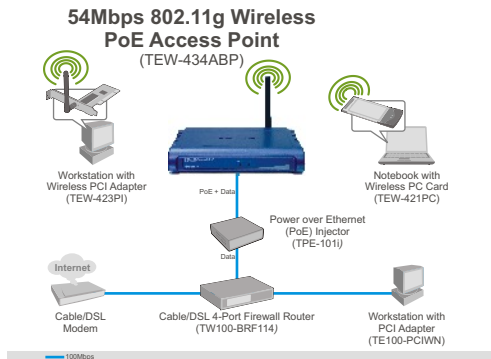 54Mbps 802.11g Wireless
PoE Access Point
(TEW-434ABP)
Workstation with
Wireless PCI Adapter
(TEW-423PI)
Notebook with
Wireless PC Card
(TEW-421PC)
PoE + Data
Power over Ethernet
(PoE) Injector
(TPE-101i)
Data
Internet
Cable/DSL
Modem
Cable/DSL 4-Port Firewall Router
(TW100-BRF114)
Workstation with
PCI Adapter
(TE100-PCIWN)
100Mbps